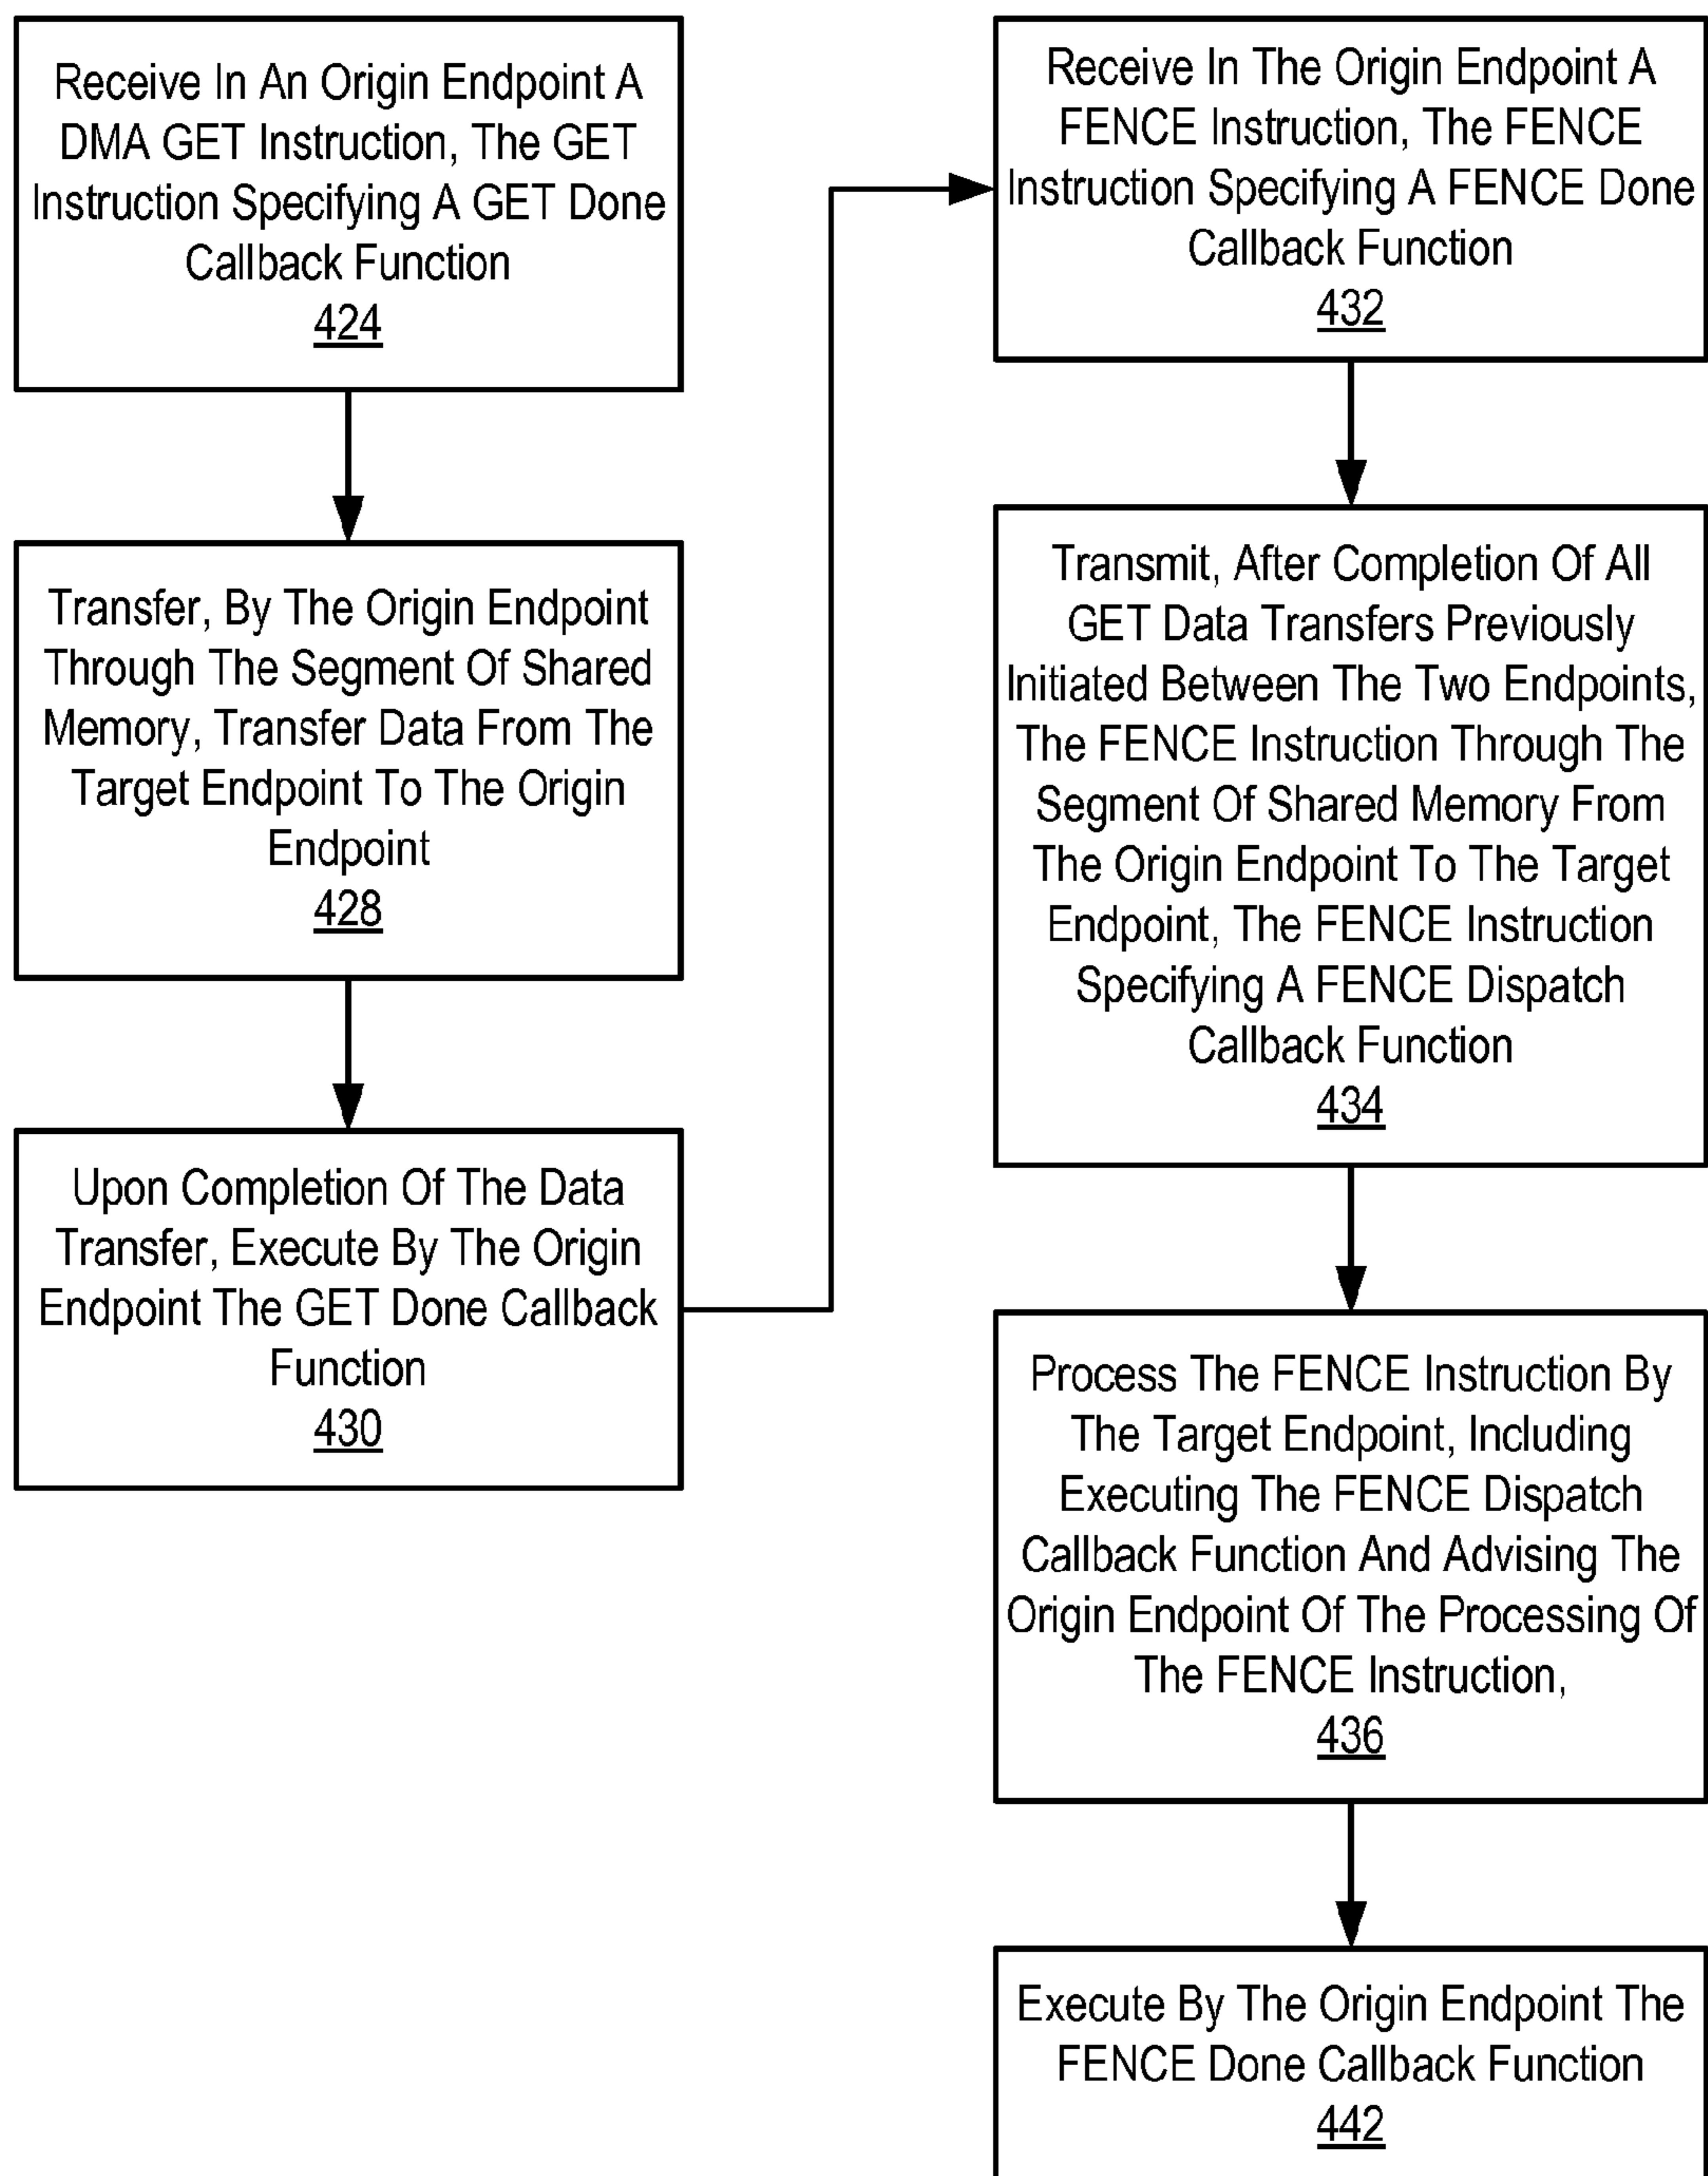 Receive In An Origin Endpoint A
DMA GET Instruction, The GET
Instruction Specifying A GET Done
Callback Function
424
Transfer, By The Origin Endpoint
Through The Segment Of Shared
Memory, Transfer Data From The
Target Endpoint To The Origin
Endpoint
428
Upon Completion Of The Data
Transfer, Execute By The Origin
Endpoint The GET Done Callback
Function
430
Receive In The Origin Endpoint A
FENCE Instruction, The FENCE
Instruction Specifying A FENCE Done
Callback Function
432
Transmit, After Completion Of All
GET Data Transfers Previously
Initiated Between The Two Endpoints,
The FENCE Instruction Through The
Segment Of Shared Memory From
The Origin Endpoint To The Target
Endpoint, The FENCE Instruction
Specifying A FENCE Dispatch
Callback Function
434
Process The FENCE Instruction By
The Target Endpoint, Including
Executing The FENCE Dispatch
Callback Function And Advising The
Origin Endpoint Of The Processing Of
The FENCE Instruction,
436
Execute By The Origin Endpoint The
FENCE Done Callback Function
442